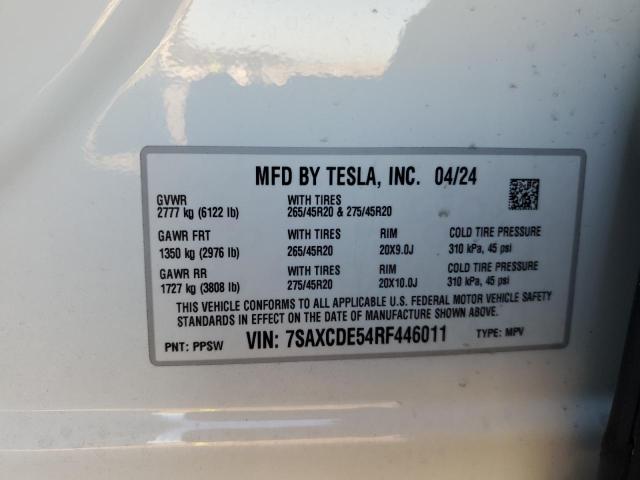 MFD BY TESLA, INC. 04/24
GVWR WITH TIRES
2777 kg (6122 lb) 265/45R20 & 275/45R20
GAWR FRT WITH TIRES RIM COLD TIRE PRESSURE
1350 kg (2976 lb) 265/45R20 20X9.0J 310 kPa, 45 psi
GAWR RR WITH TIRES RIM COLD TIRE PRESSURE
1727 kg (3808 lb) 275/45R20 20X10.0J 310 kPa, 45 psi
THIS VEHICLE CONFORMS TO ALL APPLICABLE U.S. FEDERAL MOTOR VEHICLE SAFETY
STANDARDS IN EFFECT ON THE DATE OF MANUFACTURE SHOWN ABOVE.
PNT: PPSW VIN: 7SAXCDE54RF446011 TYPE: MPV